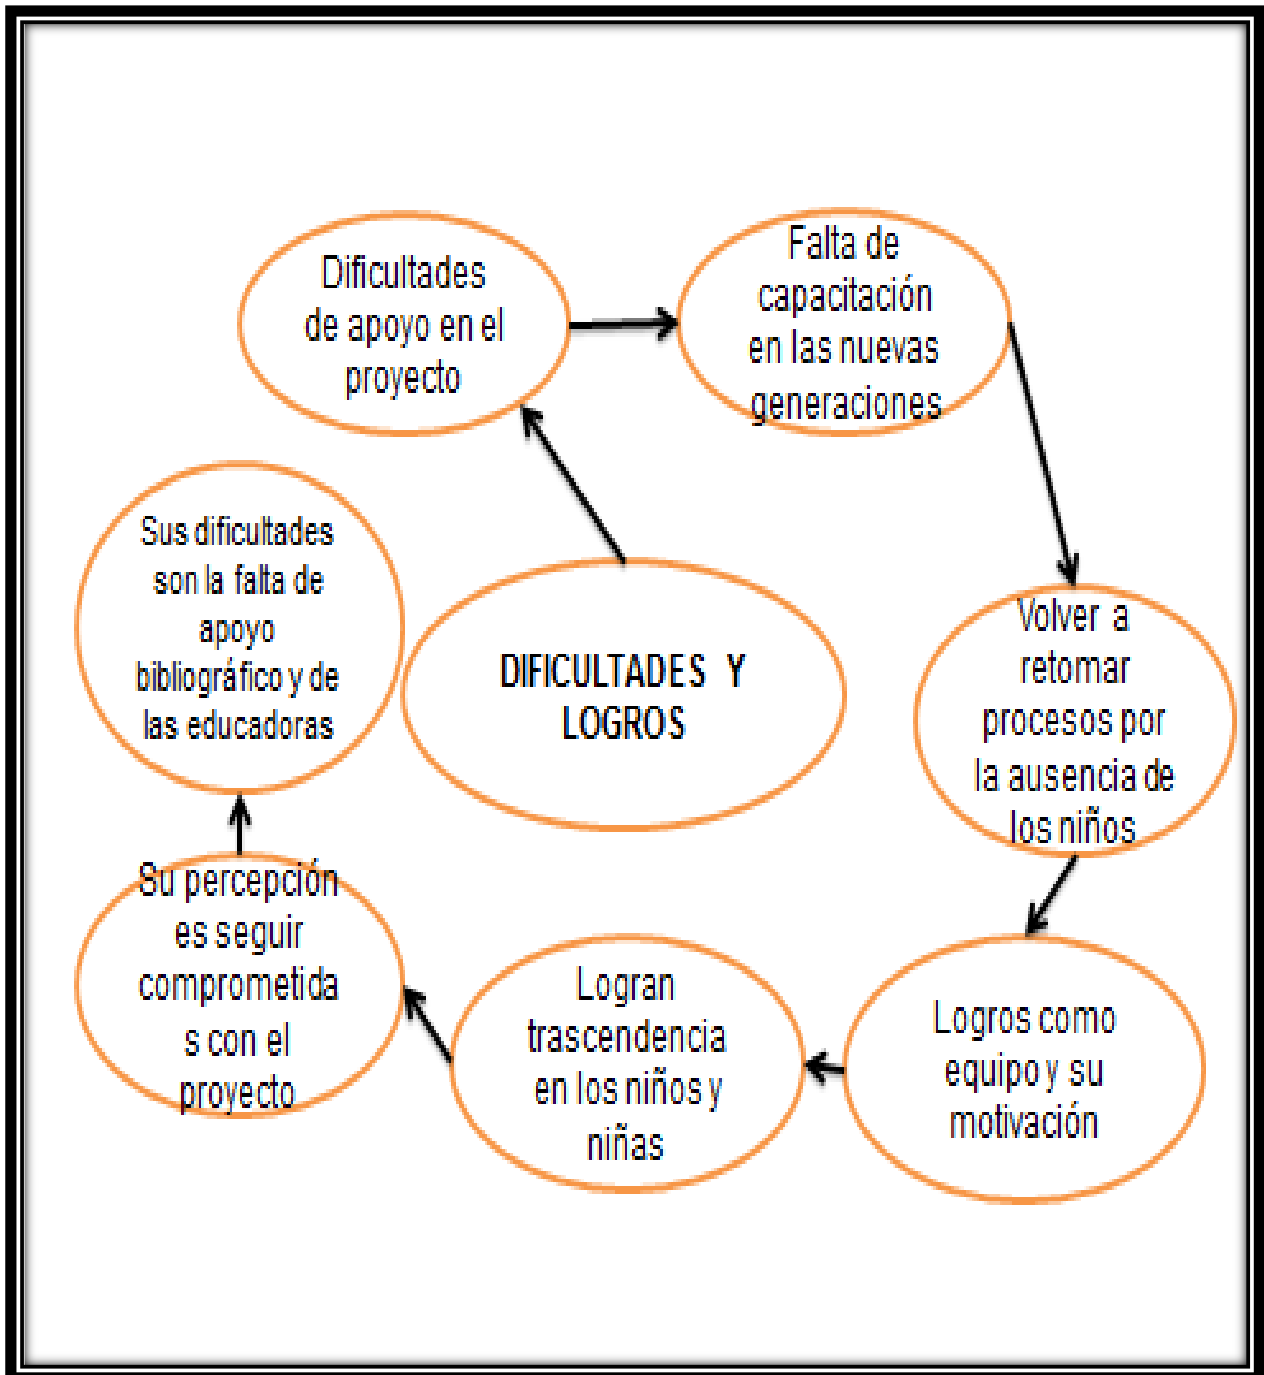 Dificultades
de apoyo en el
proyecto
Falta de
capacitación
en las nuevas
generaciones
Sus dificultades
son la falta de
apoyo
bibliográfico y de
las educadoras
DIFICULTADES Y
LOGROS
Volver a
retomar
procesos por
la ausencia de
los niños
Su percepción
es seguir
comprometida
s con el
proyecto
Logran
trascendencia
en los niños y
niñas
Logros como
equipo y su
motivación